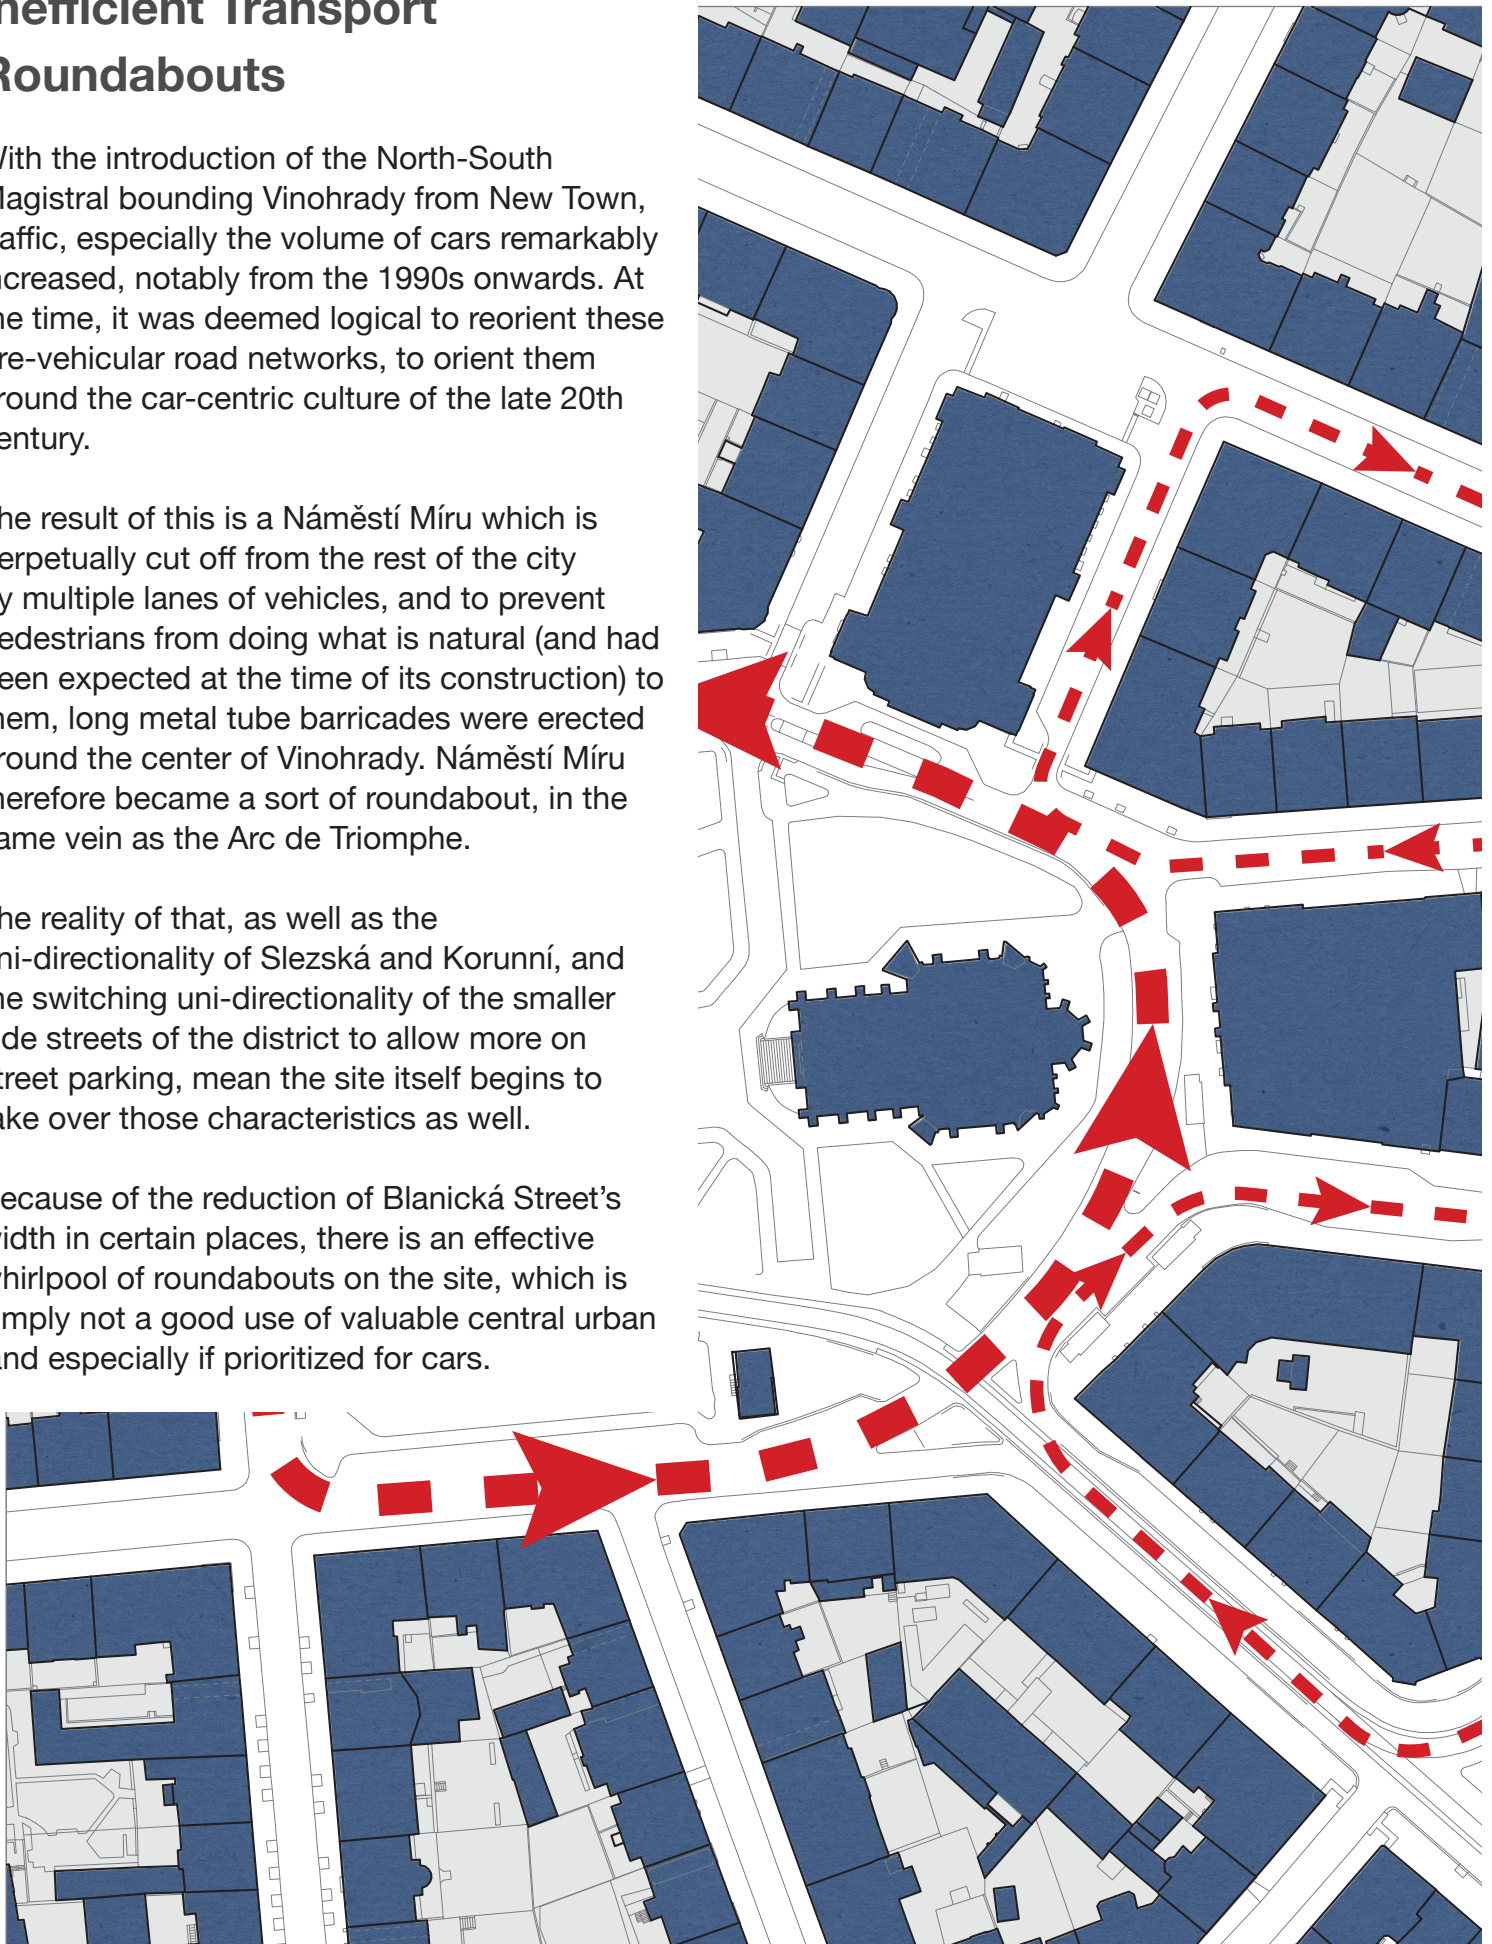 nefficient Transport
Roundabouts
With the introduction of the North-South
Magistral bounding Vinohrady from New Town,
affic, especially the volume of cars remarkably
ncreased, notably from the 1990s onwards. At
he time, it was deemed logical to reorient these
re-vehicular road networks, to orient them
round the car-centric culture of the late 20th
entury.
he result of this is a Náměstí Míru which is
erpetually cut off from the rest of the city
y multiple lanes of vehicles, and to prevent
edestrians from doing what is natural (and had
een expected at the time of its construction) to
hem, long metal tube barricades were erected
round the center of Vinohrady. Náměstí Míru
herefore became a sort of roundabout, in the
ame vein as the Arc de Triomphe.
he reality of that, as well as the
ni-directionality of Slezská and Korunní, and
he switching uni-directionality of the smaller
ide streets of the district to allow more on
treet parking, mean the site itself begins to
ake over those characteristics as well.
ecause of the reduction of Blanická Street’s
idth in certain places, there is an effective
hirlpool of roundabouts on the site, which is
imply not a good use of valuable central urban
and especially if prioritized for cars.